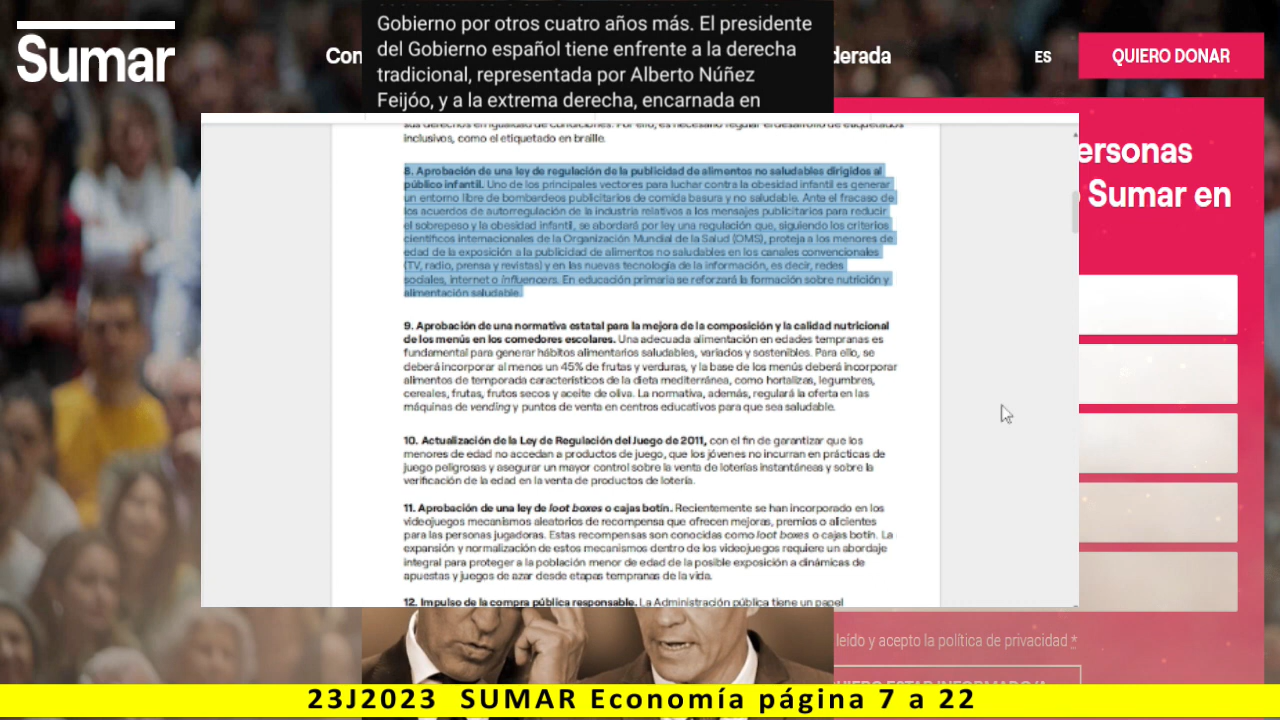 Sumar
Con
Gobierno por otros cuatro años más. El presidente
del Gobierno español tiene enfrente a la derecha
tradicional, representada por Alberto Núñez
Feijóo, y a la extrema derecha, encarnada en
derada
ES
QUIERO DONAR
ersonas
Sumar en
inclusivos, como el etiquetado en braille.
8. Aprobación de una ley de regulación de la publicidad de alimentos no saludables dirigidos al
público infantil. Uno de los principales vectores para luchar contra la obesidad infantil es generar
un entorno libre de bombardeos publicitarios de comida basura y no saludable. Ante el fracaso de
los acuerdos de autorregulación de la industria relativos a los mensajes publicitarios para reducir
el sobrepeso y la obesidad infantil, se abordará por ley una regulación que, siguiendo los criterios
científicos internacionales de la Organización Mundial de la Salud (OMS), proteja a los menores de
edad de la exposición a la publicidad de alimentos no saludables en los canales convencionales
(TV, radio, prensa y revistas) y en las nuevas tecnología de la información, es decir, redes
sociales, internet o influencers. En educación primaria se reforzará la formación sobre nutrición y
alimentación saludable.
9. Aprobación de una normativa estatal para la mejora de la composición y la calidad nutricional
de los menús en los comedores escolares. Una adecuada alimentación en edades tempranas es
fundamental para generar hábitos alimentarios saludables, variados y sostenibles. Para ello, se
deberá incorporar al menos un 45% de frutas y verduras, y la base de los menús deberá incorporar
alimentos de temporada característicos de la dieta mediterránea, como hortalizas, legumbres,
cereales, frutas, frutos secos y aceite de oliva. La normativa, además, regulará la oferta en las
máquinas de vending y puntos de venta en centros educativos para que sea saludable.
10. Actualización de la Ley de Regulación del Juego de 2011, con el fin de garantizar que los
menores de edad no accedan a productos de juego, que los jóvenes no incurran en prácticas de
juego peligrosas y asegurar un mayor control sobre la venta de loterías instantáneas y sobre la
verificación de la edad en la venta de productos de lotería.
11. Aprobación de una ley de loot boxes o cajas botín. Recientemente se han incorporado en los
videojuegos mecanismos aleatorios de recompensa que ofrecen mejoras, premios o alicientes
para las personas jugadoras. Estas recompensas son conocidas como loot boxes o cajas botín. La
expansión y normalización de estos mecanismos dentro de los videojuegos requiere un abordaje
integral para proteger a la población menor de edad de la posible exposición a dinámicas de
apuestas y juegos de azar desde etapas tempranas de la vida.
12. Impulso de la compra pública responsable. La Administración pública tiene un papel
leído y acepto la política de privacidad *
23J2023 SUMAR Economía página 7 a 22